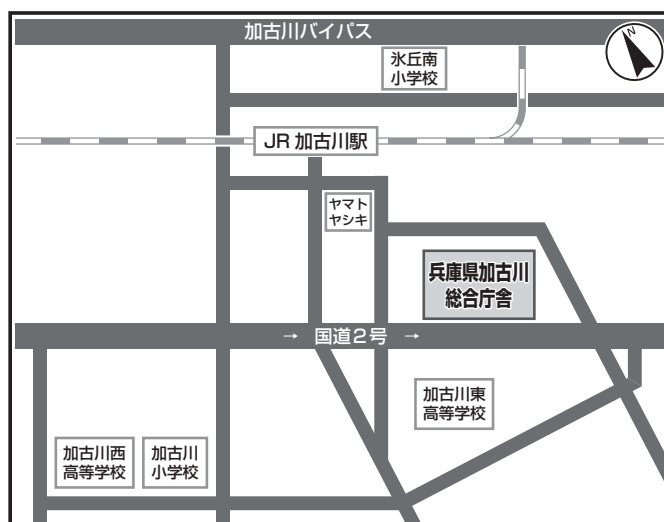 加古川バイパス
N
氷丘南
小学校
JR 加古川駅
ヤマト
ヤシキ
兵庫県加古川
総合庁舎
→ 国道2号 →
加古川東
高等学校
加古川西
高等学校
加古川
小学校